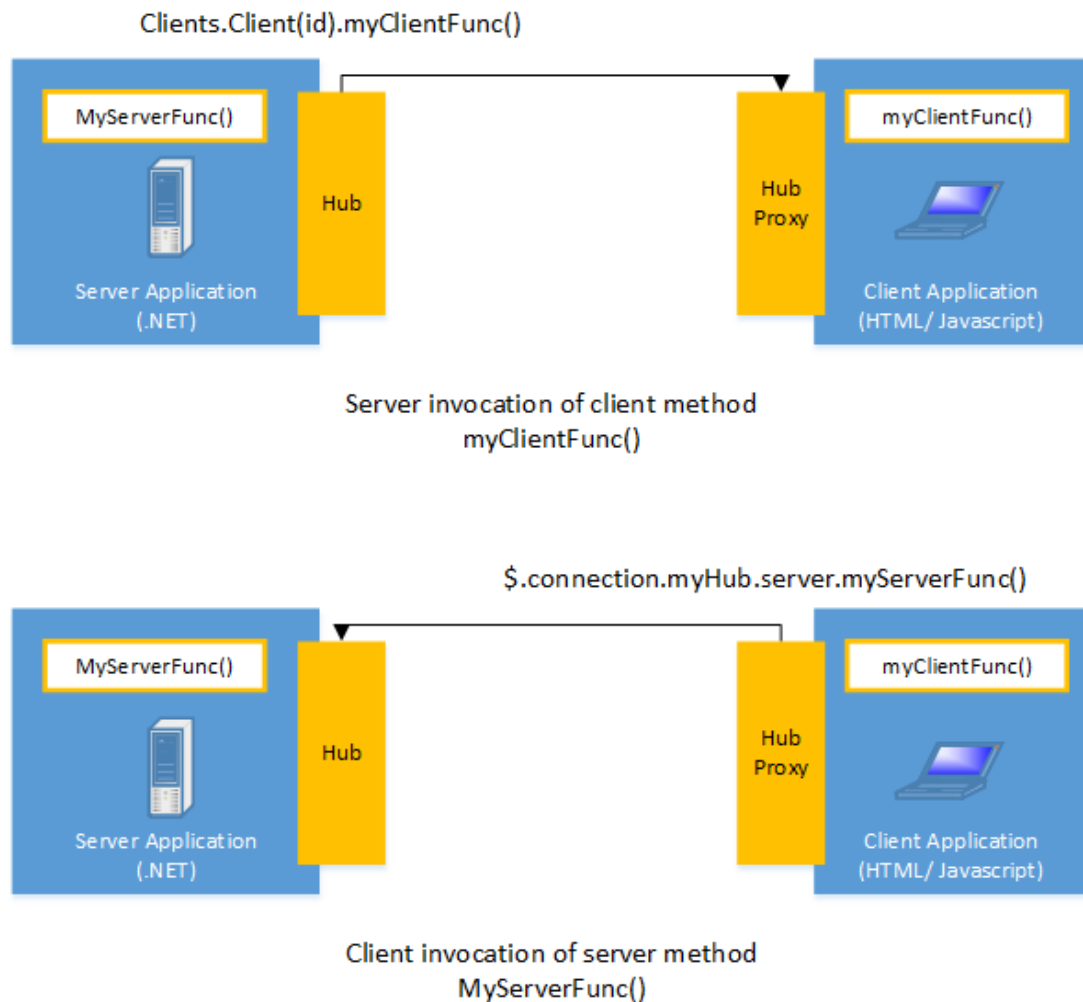 Clients.Client(id).myClientFunc()
MyServerFunc()
myClientFunc()
Hub
Hub
Proxy
Server Application
(.NET)
Client Application
(HTML/ Javascript)
Server invocation of client method
myClientFunc()
$.connection.myHub.server.myServerFunc()
MyServerFunc()
myClientFunc()
Hub
Hub
Proxy
Server Application
(.NET)
Client Application
(HTML/ Javascript)
Client invocation of server method
MyServerFunc()